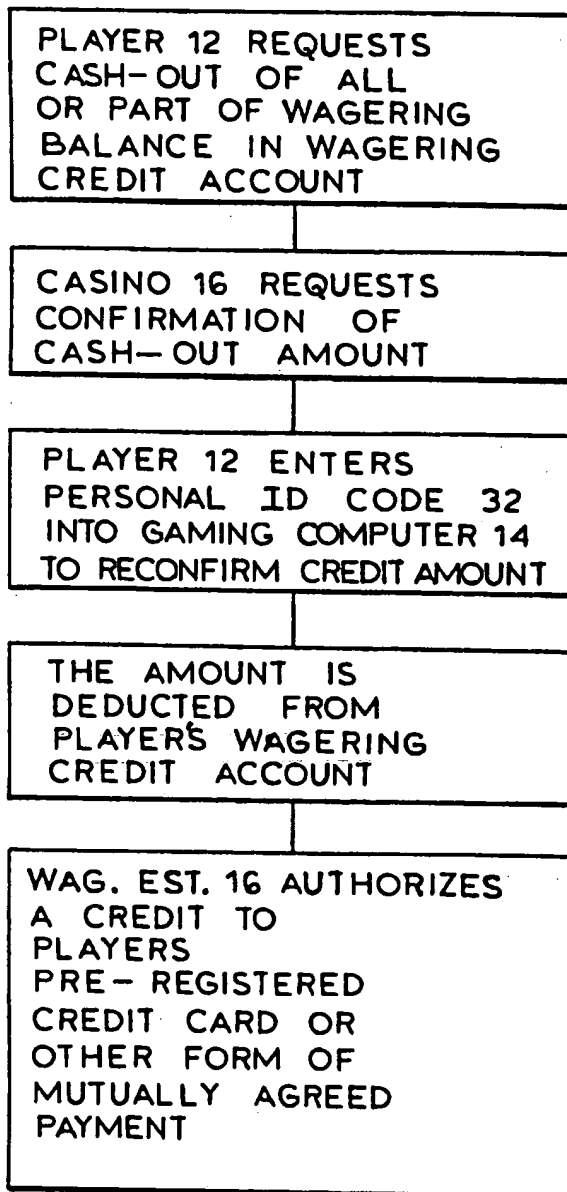 PLAYER 12 REQUESTS
CASH-OUT OF ALL
OR PART OF WAGERING
BALANCE IN WAGERING
CREDIT ACCOUNT
CASINO 16 REQUESTS
CONFIRMATION OF
CASH-OUT AMOUNT
PLAYER 12 ENTERS
PERSONAL ID CODE 32
INTO GAMING COMPUTER 14
TO RECONFIRM CREDIT AMOUNT
THE AMOUNT IS
DEDUCTED FROM
PLAYER'S WAGERING
CREDIT ACCOUNT
WAG. EST. 16 AUTHORIZES
A CREDIT TO
PLAYERS
PRE-REGISTERED
CREDIT CARD OR
OTHER FORM OF
MUTUALLY AGREED
PAYMENT